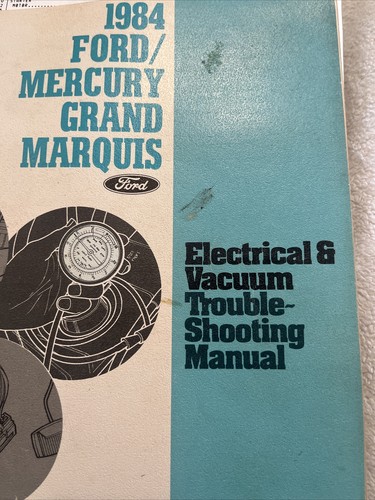 1984
FORD/
MERCURY
GRAND
MARQUIS
Ford
Electrical &
Vacuum
Trouble-
Shooting
Manual